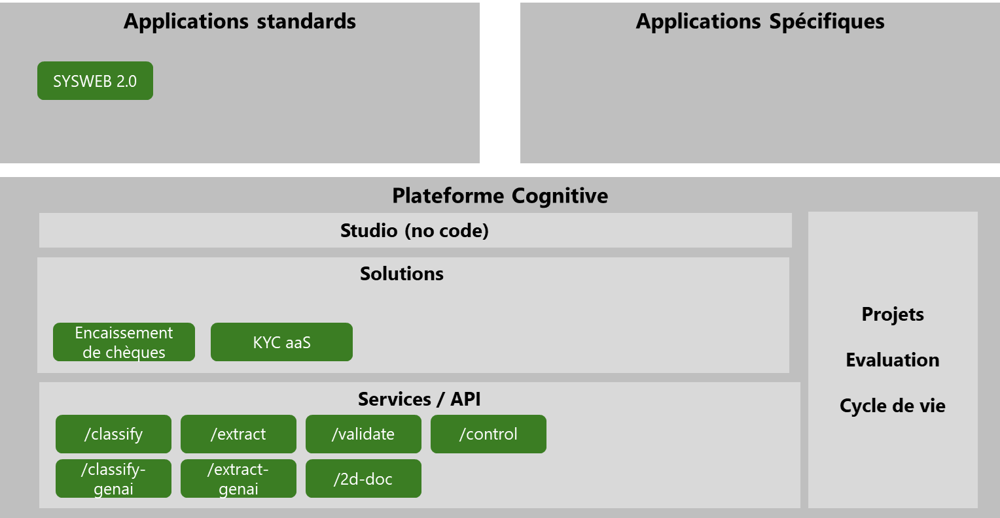 Applications standards
SYSWEB 2.0
Applications Spécifiques
Plateforme Cognitive
Studio (no code)
Solutions
Encaissement
de chèques
KYC aaS
Services / API
/classify
/extract
/validate
/control
/classify-
genai
/extract-
genai
/2d-doc
Projets
Evaluation
Cycle de vie